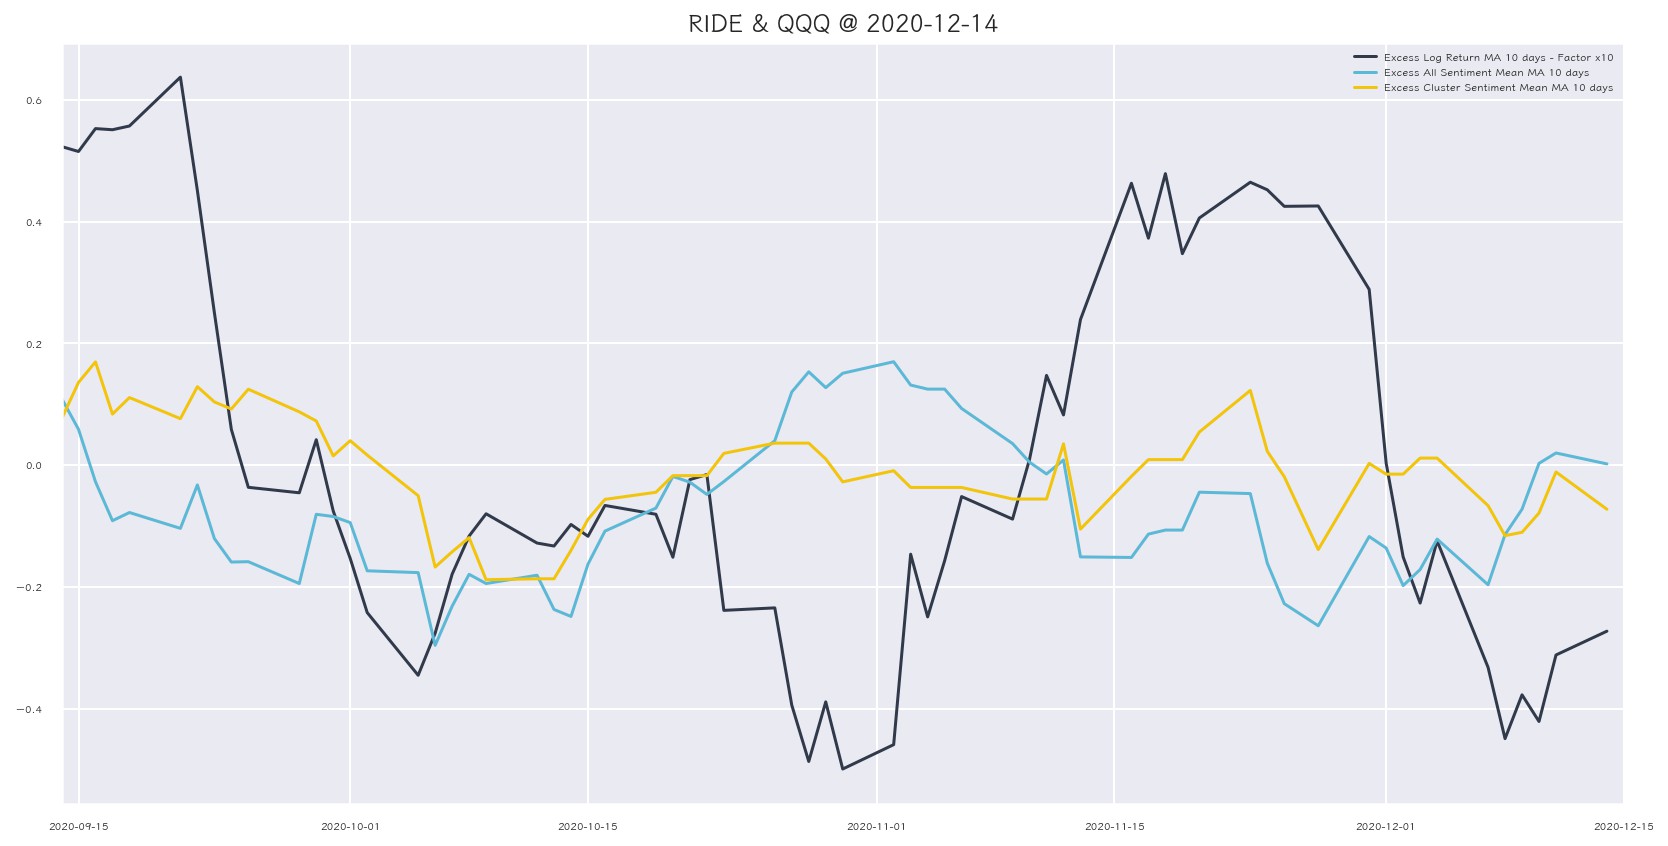 RIDE & QQQ @ 2020-12-14
Excess Log Return MA 10 days - Factor x10
Excess All Sentiment Mean MA 10 days
Excess Cluster Sentiment Mean MA 10 days
0.6
0.4
0.2
0.0
−0.2
−0.4
2020-09-15 2020-10-01 2020-10-15 2020-11-01 2020-11-15 2020-12-01 2020-12-15